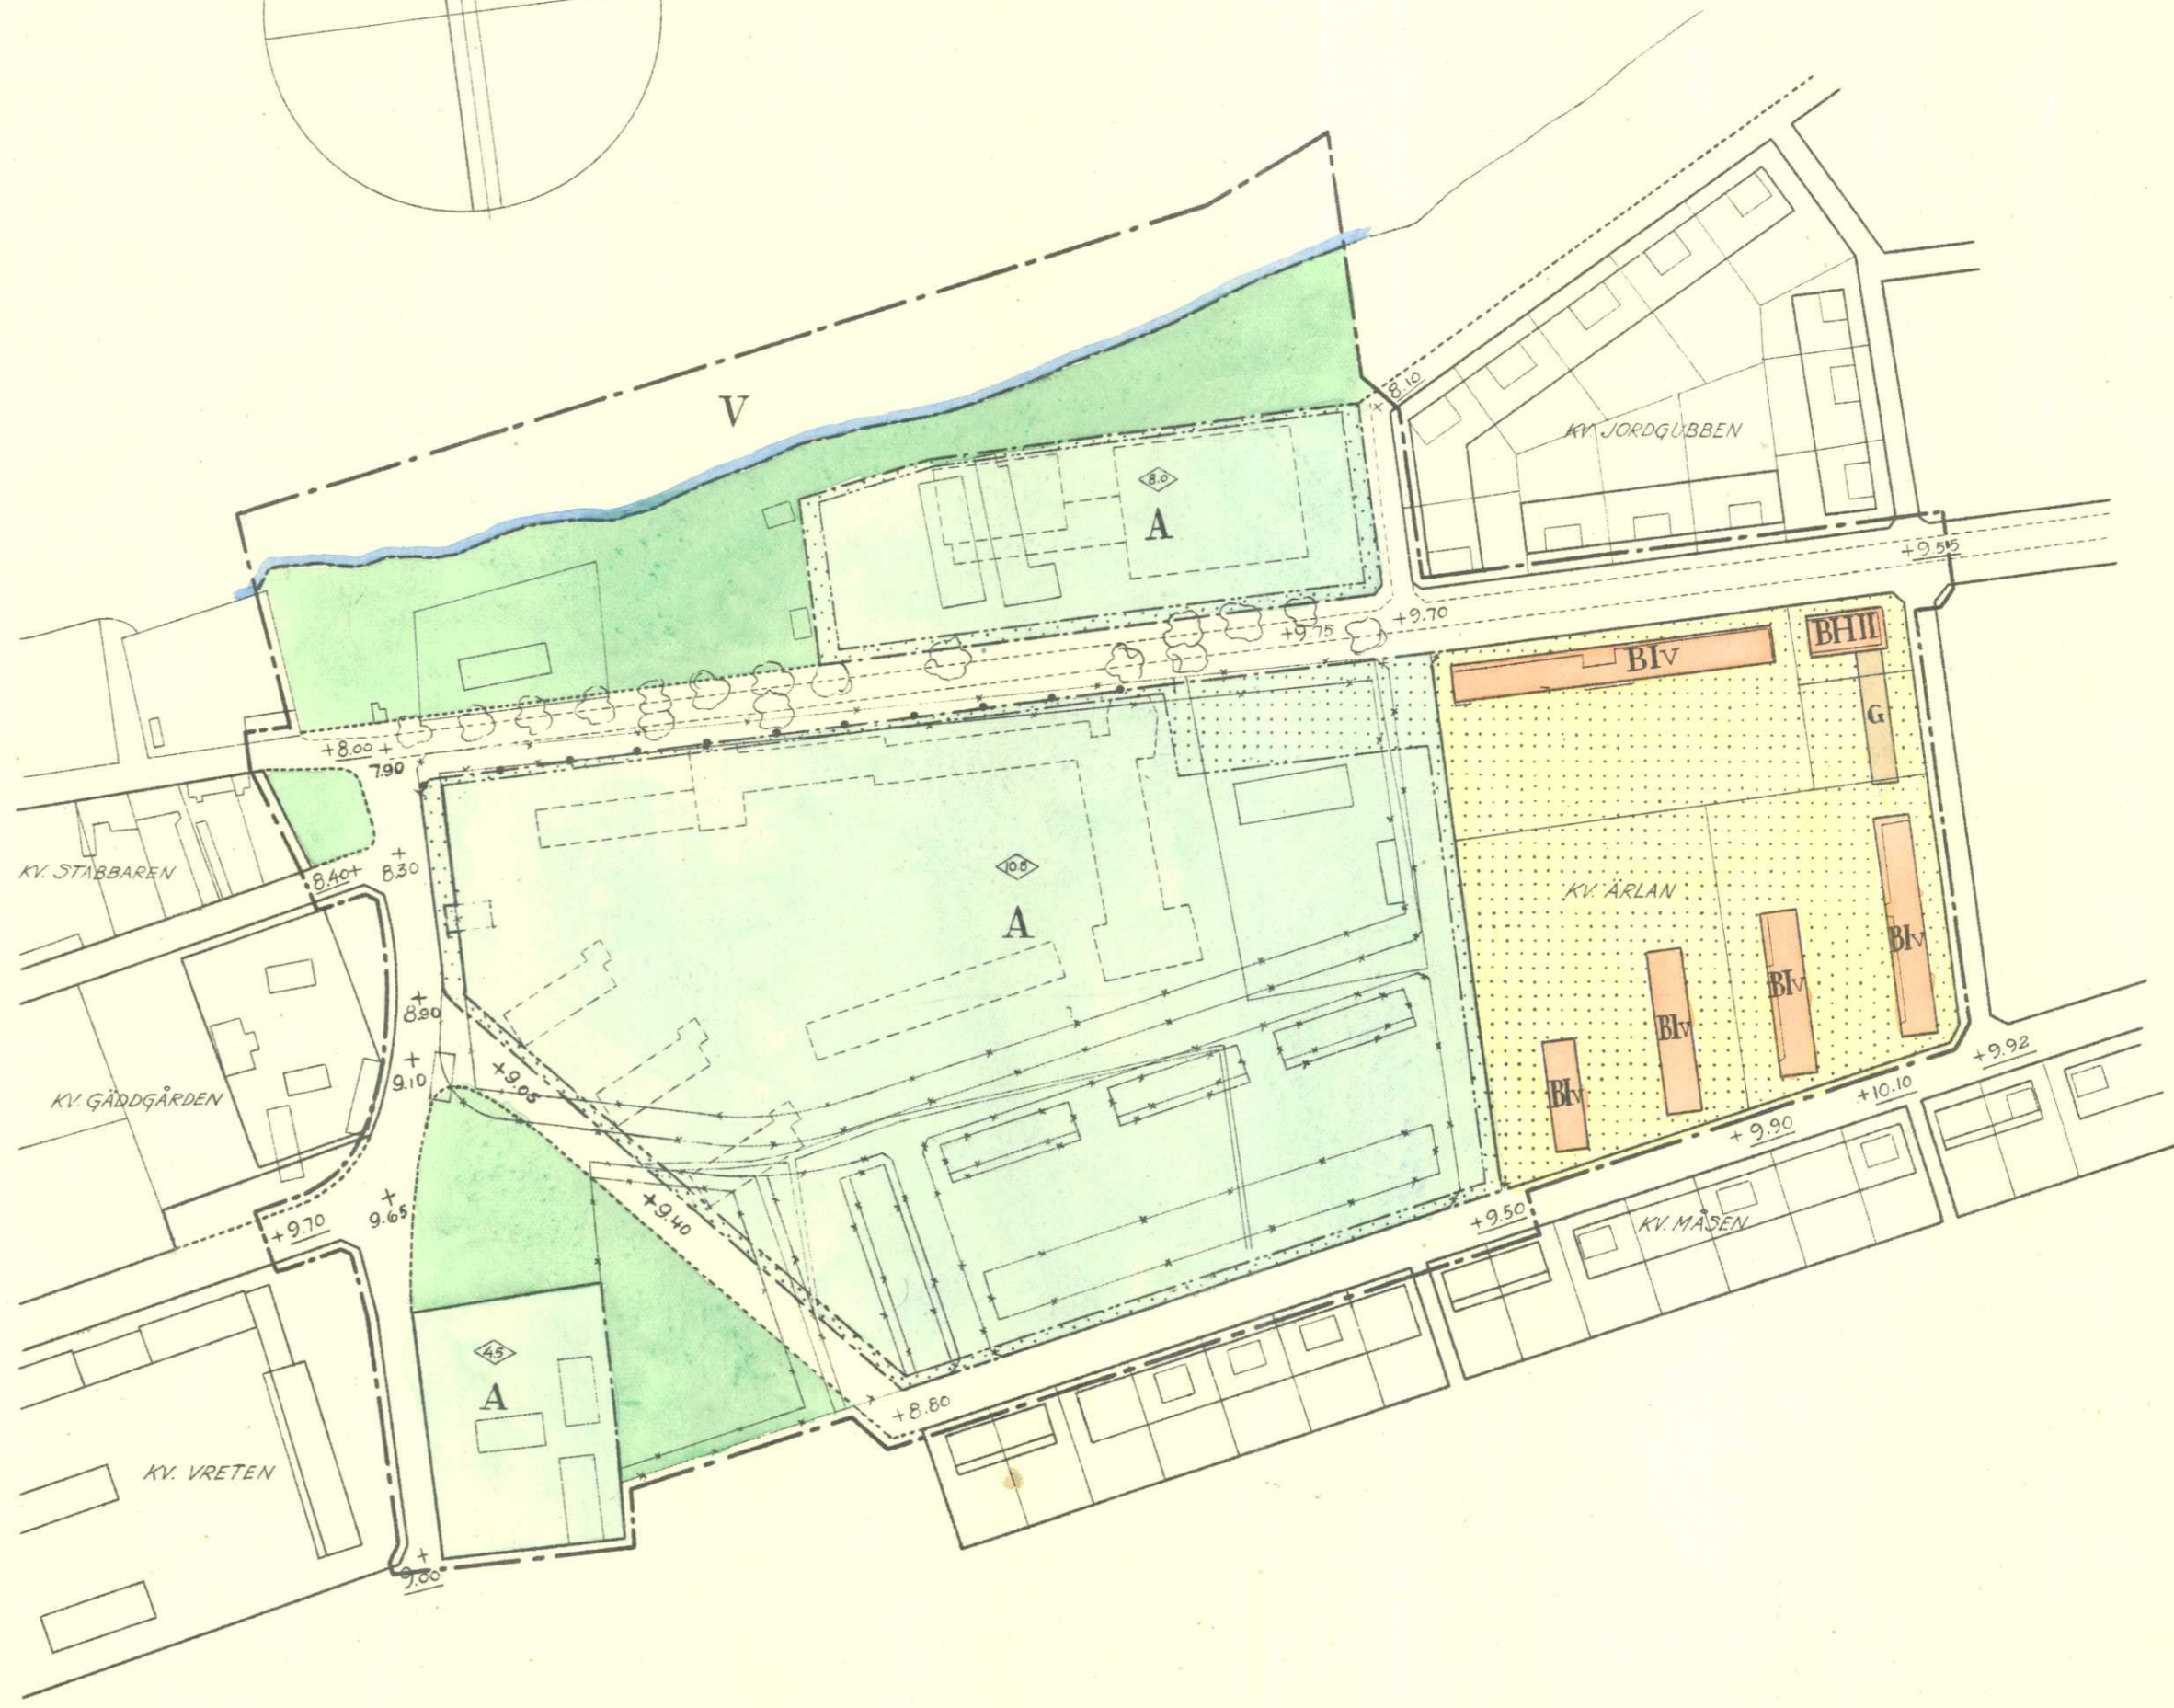 V
8.10
KV. JORDGUBBEN
8.0
A
+9.55
+9.70
+9.75
BIv
BHII
G
+8.00 +
7.90
KV. STABBAREN
8.40+
+
8.30
10.8
A
KV. ÄRLAN
BIv
BIv
BIv
BIv
+
8.90
+
9.10
+9.05
KV. GÄDDGÅRDEN
+9.92
+10.10
+9.90
+
9.65
+9.70
+9.40
+9.50
KV. MÅSEN
4.5
A
+8.80
KV. VRETEN
+
9.00